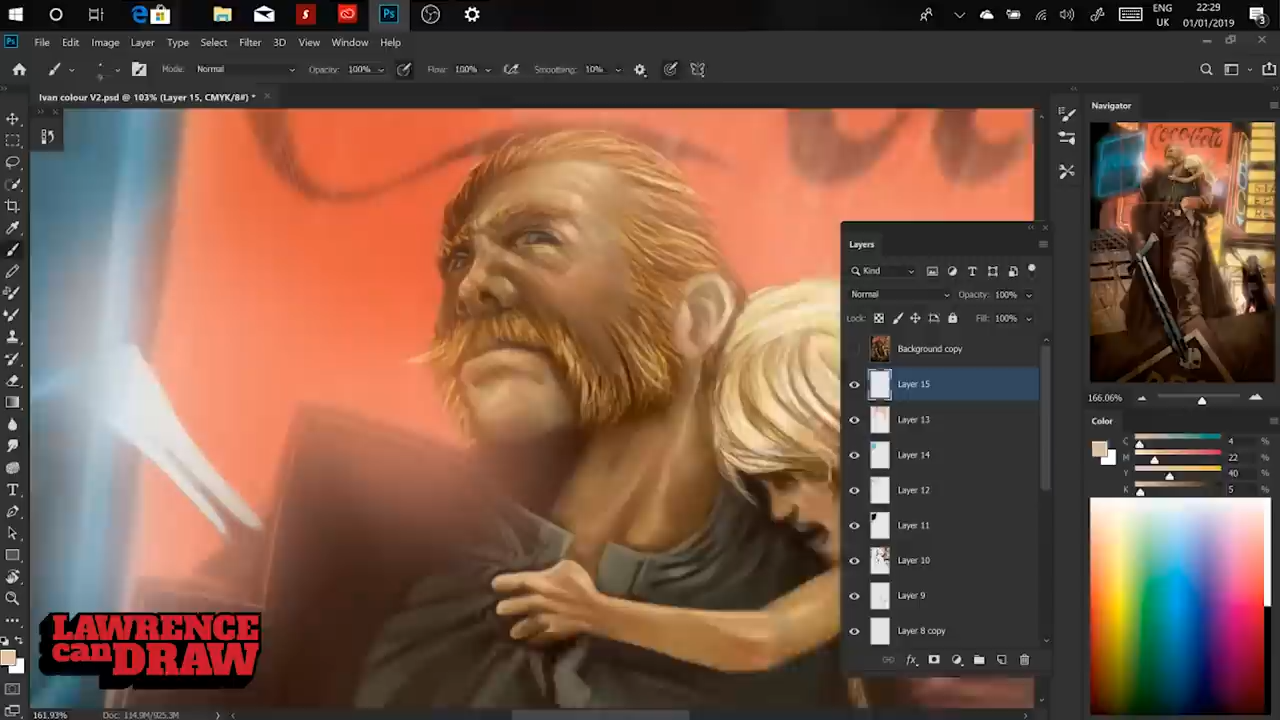 ENG
22:29
UK
01/01/2019
3
Ps
File Edit Image Layer Type Select Filter 3D View Window Help
Mode: Normal Opacity: 100% Flow: 100% Smoothing: 10%
Ivan colour V2.psd @ 103% (Layer 15, CMYK/8#) *
Navigator
Coca-Cola
Layers
Kind
Normal Opacity: 100%
Lock: Fill: 100%
Background copy
Layer 15
Layer 13
Layer 14
Layer 12
Layer 11
Layer 10
Layer 9
Layer 8 copy
166.06%
Color
C 4 %
M 22 %
Y 40 %
K 5 %
LAWRENCE
can DRAW
161.93% Doc: 114.9M/925.3M